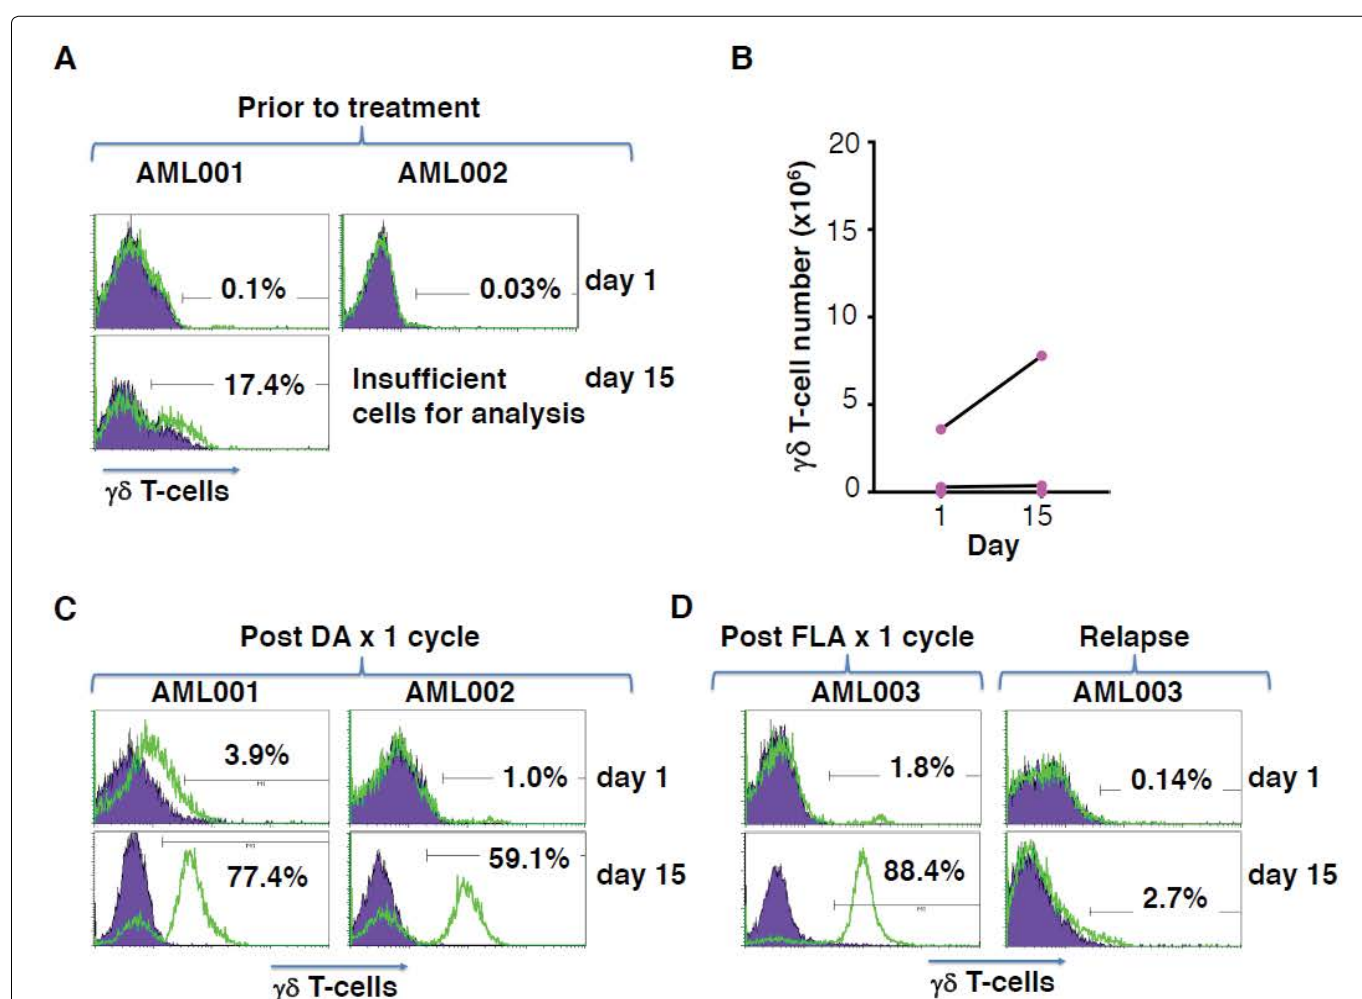 A
Prior to treatment
AML001 AML002
0.1% 0.03% day 1
17.4% Insufficient cells for analysis day 15
γδ T-cells
B
γδ T-cell number (x10⁶)
20
15
10
5
0
1 15
Day
C
Post DA x 1 cycle
AML001 AML002
3.9% 1.0% day 1
77.4% 59.1% day 15
γδ T-cells
D
Post FLA x 1 cycle Relapse
AML003 AML003
1.8% 0.14% day 1
88.4% 2.7% day 15
γδ T-cells